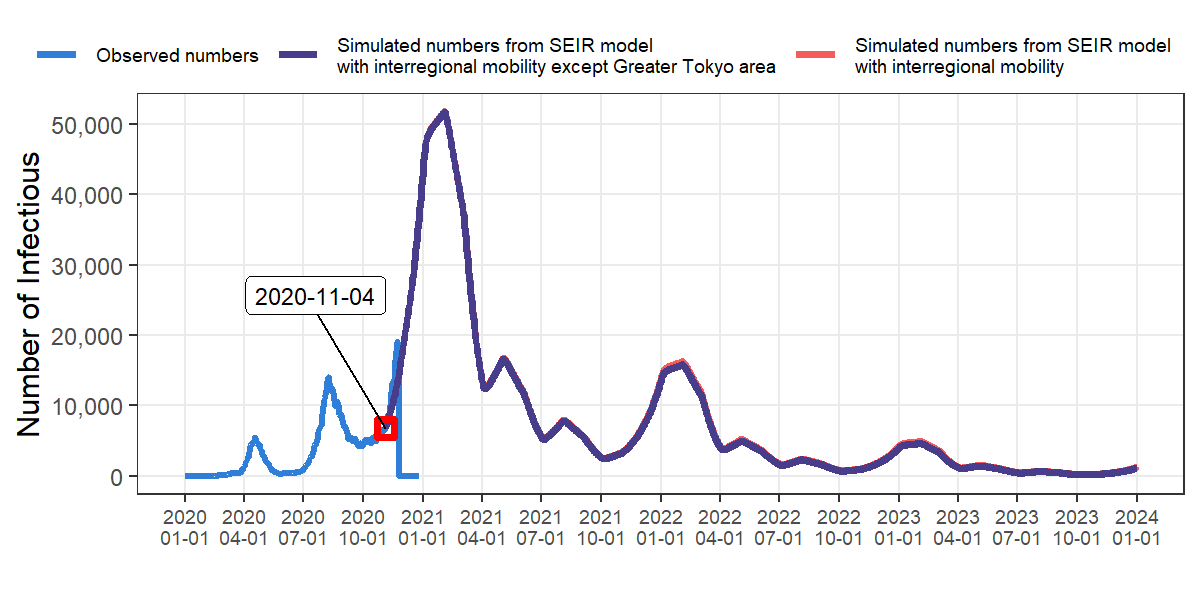 Observed numbers
Simulated numbers from SEIR model
with interregional mobility except Greater Tokyo area
Simulated numbers from SEIR model
with interregional mobility
Number of Infectious
50,000
40,000
30,000
20,000
10,000
0
2020-11-04
2020 2020 2020 2020 2021 2021 2021 2021 2022 2022 2022 2022 2023 2023 2023 2023 2024
01-01 04-01 07-01 10-01 01-01 04-01 07-01 10-01 01-01 04-01 07-01 10-01 01-01 04-01 07-01 10-01 01-01